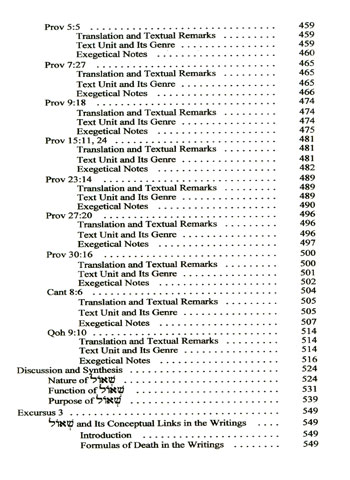 Prov 5:5 . . . . . . . . . . . . . . . . . . . . . . . . . . . . . . . . 459
Translation and Textual Remarks . . . . . . . . . 459
Text Unit and Its Genre . . . . . . . . . . . . . . . . 459
Exegetical Notes . . . . . . . . . . . . . . . . . . . . 460
Prov 7:27 . . . . . . . . . . . . . . . . . . . . . . . . . . . . . . . 465
Translation and Textual Remarks . . . . . . . . . 465
Text Unit and Its Genre . . . . . . . . . . . . . . . . 465
Exegetical Notes . . . . . . . . . . . . . . . . . . . . 466
Prov 9:18 . . . . . . . . . . . . . . . . . . . . . . . . . . . . . . . 474
Translation and Textual Remarks . . . . . . . . . 474
Text Unit and Its Genre . . . . . . . . . . . . . . . . 474
Exegetical Notes . . . . . . . . . . . . . . . . . . . . 475
Prov 15:11, 24 . . . . . . . . . . . . . . . . . . . . . . . . . . . . 481
Translation and Textual Remarks . . . . . . . . . 481
Text Unit and Its Genre . . . . . . . . . . . . . . . . 481
Exegetical Notes . . . . . . . . . . . . . . . . . . . . 482
Prov 23:14 . . . . . . . . . . . . . . . . . . . . . . . . . . . . . . 489
Translation and Textual Remarks . . . . . . . . . 489
Text Unit and Its Genre . . . . . . . . . . . . . . . . 489
Exegetical Notes . . . . . . . . . . . . . . . . . . . . 490
Prov 27:20 . . . . . . . . . . . . . . . . . . . . . . . . . . . . . . 496
Translation and Textual Remarks . . . . . . . . . 496
Text Unit and Its Genre . . . . . . . . . . . . . . . . 496
Exegetical Notes . . . . . . . . . . . . . . . . . . . . 497
Prov 30:16 . . . . . . . . . . . . . . . . . . . . . . . . . . . . . . 500
Translation and Textual Remarks . . . . . . . . . 500
Text Unit and Its Genre . . . . . . . . . . . . . . . . 501
Exegetical Notes . . . . . . . . . . . . . . . . . . . . 502
Cant 8:6 . . . . . . . . . . . . . . . . . . . . . . . . . . . . . . . . 504
Translation and Textual Remarks . . . . . . . . . 505
Text Unit and Its Genre . . . . . . . . . . . . . . . . 505
Exegetical Notes . . . . . . . . . . . . . . . . . . . . 507
Qoh 9:10 . . . . . . . . . . . . . . . . . . . . . . . . . . . . . . . 514
Translation and Textual Remarks . . . . . . . . . 514
Text Unit and Its Genre . . . . . . . . . . . . . . . . 514
Exegetical Notes . . . . . . . . . . . . . . . . . . . . 516
Discussion and Synthesis . . . . . . . . . . . . . . . . . . . . . . . . . 524
Nature of שְׁאוֹל . . . . . . . . . . . . . . . . . . . . . . . . . . 524
Function of שְׁאוֹל . . . . . . . . . . . . . . . . . . . . . . . . 531
Purpose of שְׁאוֹל . . . . . . . . . . . . . . . . . . . . . . . . . 539
Excursus 3 . . . . . . . . . . . . . . . . . . . . . . . . . . . . . . . . . . . 549
שְׁאוֹל and Its Conceptual Links in the Writings . . . . 549
Introduction . . . . . . . . . . . . . . . . . . . . . . . 549
Formulas of Death in the Writings . . . . . . . . 549